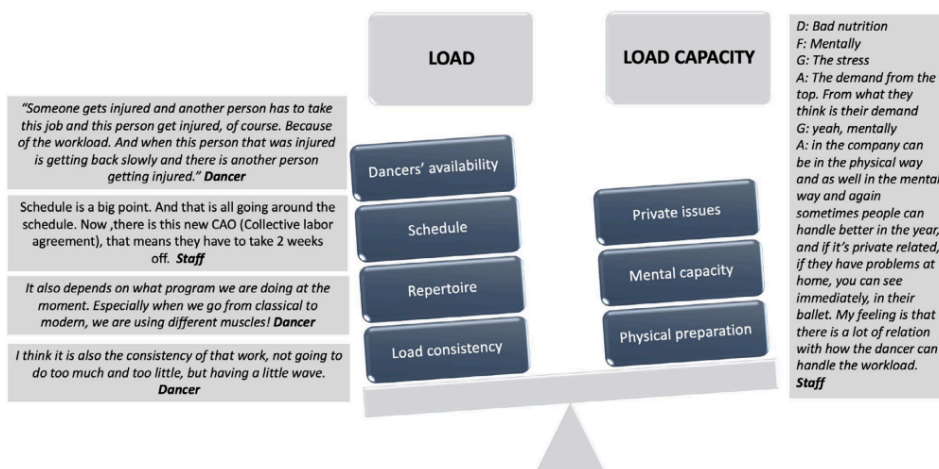 LOAD
LOAD CAPACITY
"Someone gets injured and another person has to take
this job and this person get injured, of course. Because
of the workload. And when this person that was injured
is getting back slowly and there is another person
getting injured." Dancer
Schedule is a big point. And that is all going around the
schedule. Now ,there is this new CAO (Collective labor
agreement), that means they have to take 2 weeks
off. Staff
It also depends on what program we are doing at the
moment. Especially when we go from classical to
modern, we are using different muscles! Dancer
I think it is also the consistency of that work, not going to
do too much and too little, but having a little wave.
Dancer
Dancers' availability
Schedule
Repertoire
Load consistency
Private issues
Mental capacity
Physical preparation
D: Bad nutrition
F: Mentally
G: The stress
A: The demand from the
top. From what they
think is their demand
G: yeah, mentally
A: in the company can
be in the physical way
and as well in the mental
way and again
sometimes people can
handle better in the year,
and if it's private related,
if they have problems at
home, you can see
immediately, in their
ballet. My feeling is that
there is a lot of relation
with how the dancer can
handle the workload.
Staff